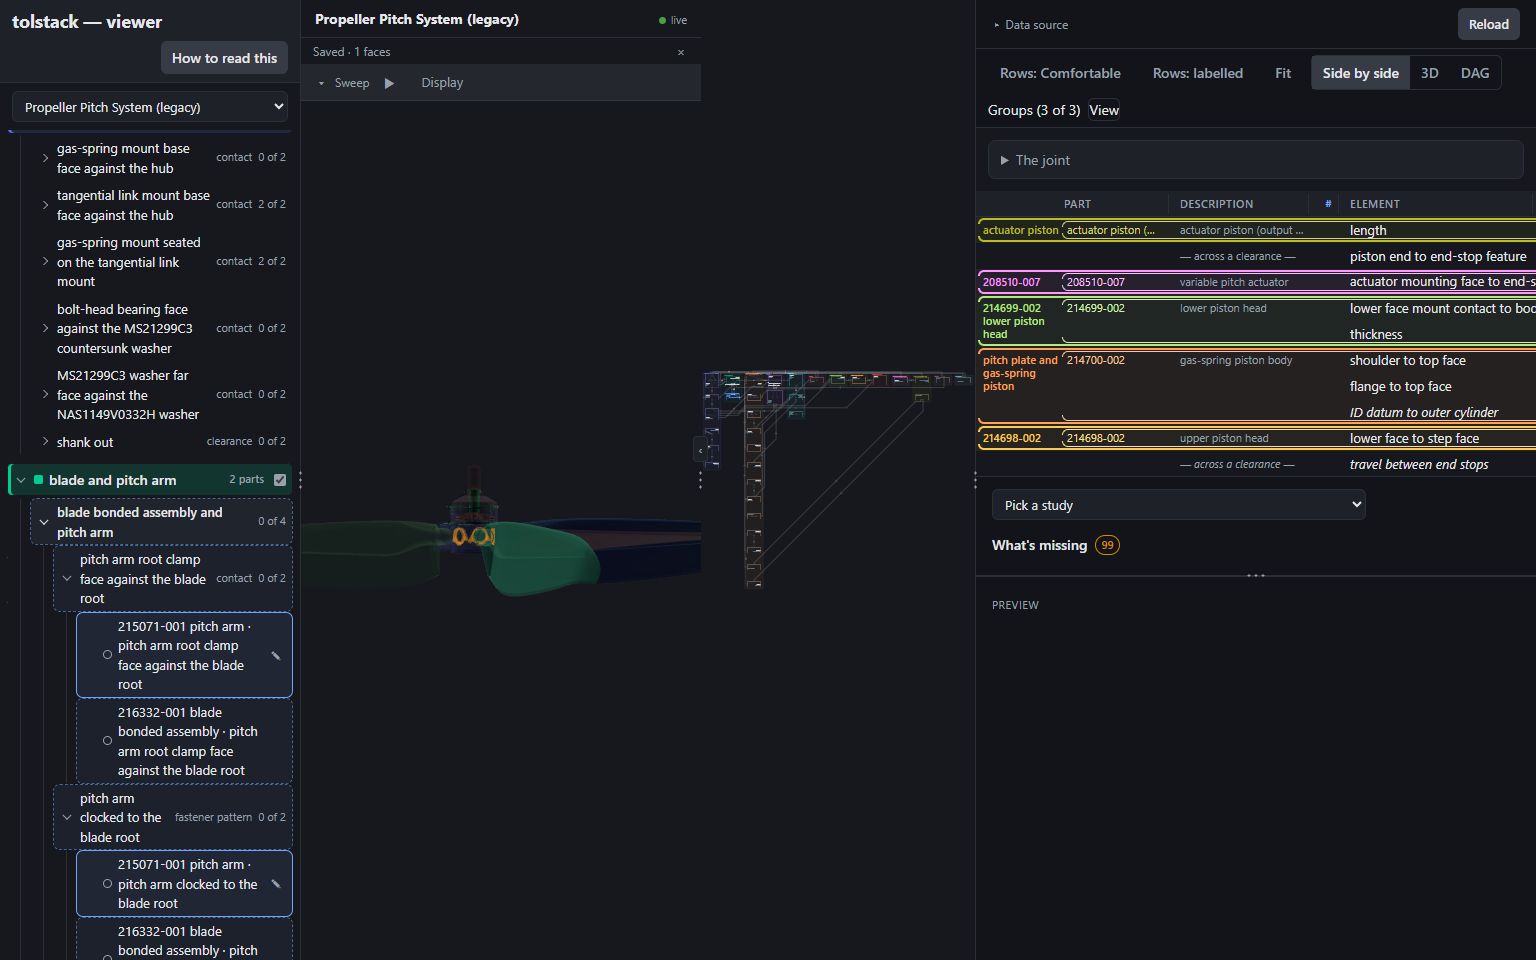 tolstack — viewer
How to read this
Propeller Pitch System (legacy)
gas-spring mount base
face against the hub
contact 0 of 2
tangential link mount base
face against the hub
contact 2 of 2
gas-spring mount seated
on the tangential link
mount
contact 2 of 2
bolt-head bearing face
against the MS21299C3
countersunk washer
contact 0 of 2
MS21299C3 washer far
face against the
NAS1149V0332H washer
contact 0 of 2
shank out
clearance 0 of 2
blade and pitch arm
2 parts
blade bonded assembly and
pitch arm
0 of 4
pitch arm root clamp
face against the blade
root
contact 0 of 2
215071-001 pitch arm ·
pitch arm root clamp
face against the blade
root
216332-001 blade
bonded assembly · pitch
arm root clamp face
against the blade root
pitch arm
clocked to the
blade root
fastener pattern 0 of 2
215071-001 pitch arm ·
pitch arm clocked to the
blade root
216332-001 blade
bonded assembly · pitch
Propeller Pitch System (legacy)
live
Saved · 1 faces
×
Sweep
Display
Data source
Reload
Rows: Comfortable
Rows: labelled
Fit
Side by side
3D
DAG
Groups (3 of 3)
View
The joint
PART
DESCRIPTION
#
ELEMENT
actuator piston
actuator piston (...
actuator piston (output ...
length
— across a clearance —
piston end to end-stop feature
208510-007
208510-007
variable pitch actuator
actuator mounting face to end-s
214699-002
lower piston
head
214699-002
lower piston head
lower face mount contact to boo
thickness
pitch plate and
gas-spring
piston
214700-002
gas-spring piston body
shoulder to top face
flange to top face
ID datum to outer cylinder
214698-002
214698-002
upper piston head
lower face to step face
— across a clearance —
travel between end stops
Pick a study
What's missing
99
PREVIEW